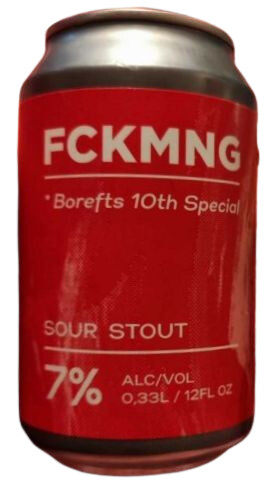 FCKMNG
* Borefts 10th Special
SOUR STOUT
7%
ALC/VOL
0,33L / 12FL OZ